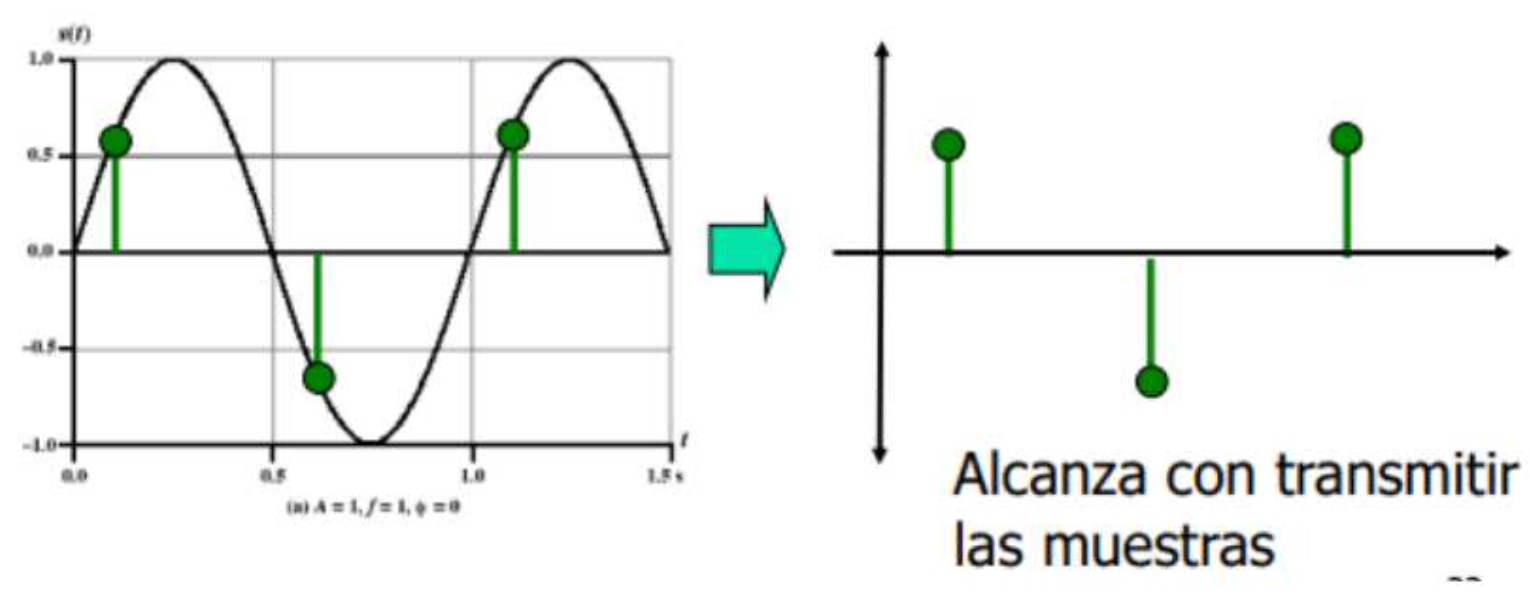 s(t)
1.0
0.5
0.0
-0.5
-1.0
0.0 0.5 1.0 1.5 s
t
(a) A = 1, f = 1, ϕ = 0
Alcanza con transmitir
las muestras